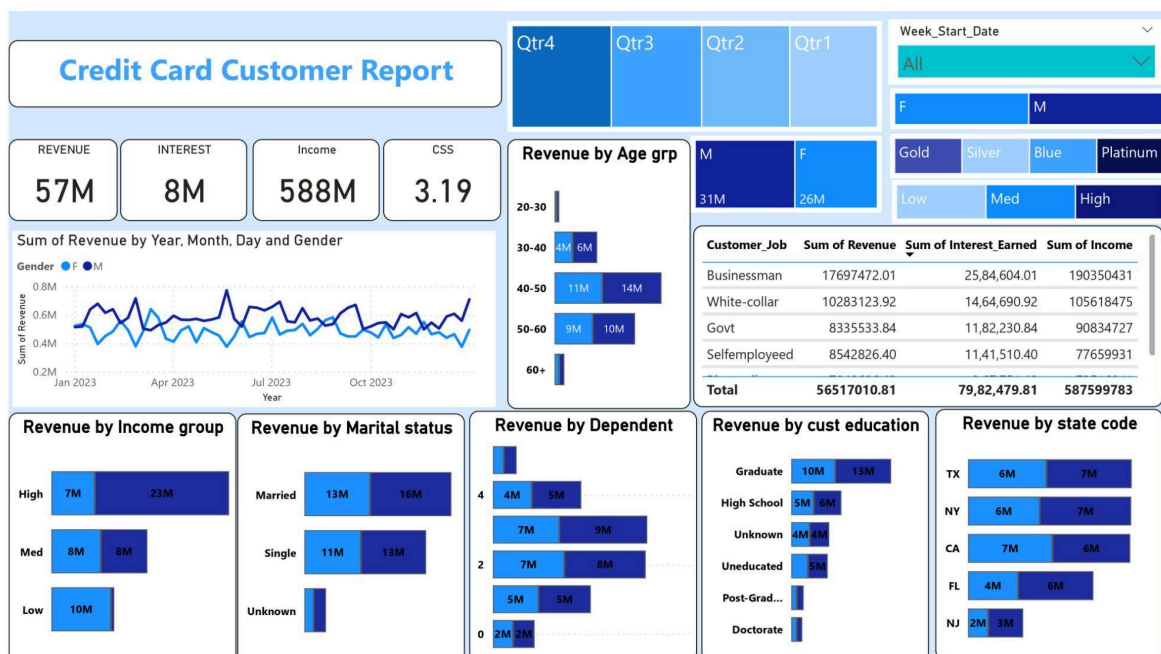 Credit Card Customer Report
Qtr4 Qtr3 Qtr2 Qtr1
Week_Start_Date
All
F M
Gold Silver Blue Platinum
Low Med High
REVENUE
57M
INTEREST
8M
Income
588M
CSS
3.19
Revenue by Age grp
20-30
30-40 4M 6M
40-50 11M 14M
50-60 9M 10M
60+
M
31M
F
26M
Sum of Revenue by Year, Month, Day and Gender
Gender F M
Sum of Revenue
0.8M
0.6M
0.4M
0.2M
Jan 2023 Apr 2023 Jul 2023 Oct 2023
Year
Customer_Job Sum of Revenue Sum of Interest_Earned Sum of Income
Businessman 17697472.01 25,84,604.01 190350431
White-collar 10283123.92 14,64,690.92 105618475
Govt 8335533.84 11,82,230.84 90834727
Selfemployeed 8542826.40 11,41,510.40 77659931
Total 56517010.81 79,82,479.81 587599783
Revenue by Income group
High 7M 23M
Med 8M 8M
Low 10M
Revenue by Marital status
Married 13M 16M
Single 11M 13M
Unknown
Revenue by Dependent
4 4M 5M
7M 9M
2 7M 8M
5M 5M
0 2M 2M
Revenue by cust education
Graduate 10M 13M
High School 5M 6M
Unknown 4M 4M
Uneducated 5M
Post-Grad...
Doctorate
Revenue by state code
TX 6M 7M
NY 6M 7M
CA 7M 6M
FL 4M 6M
NJ 2M 3M